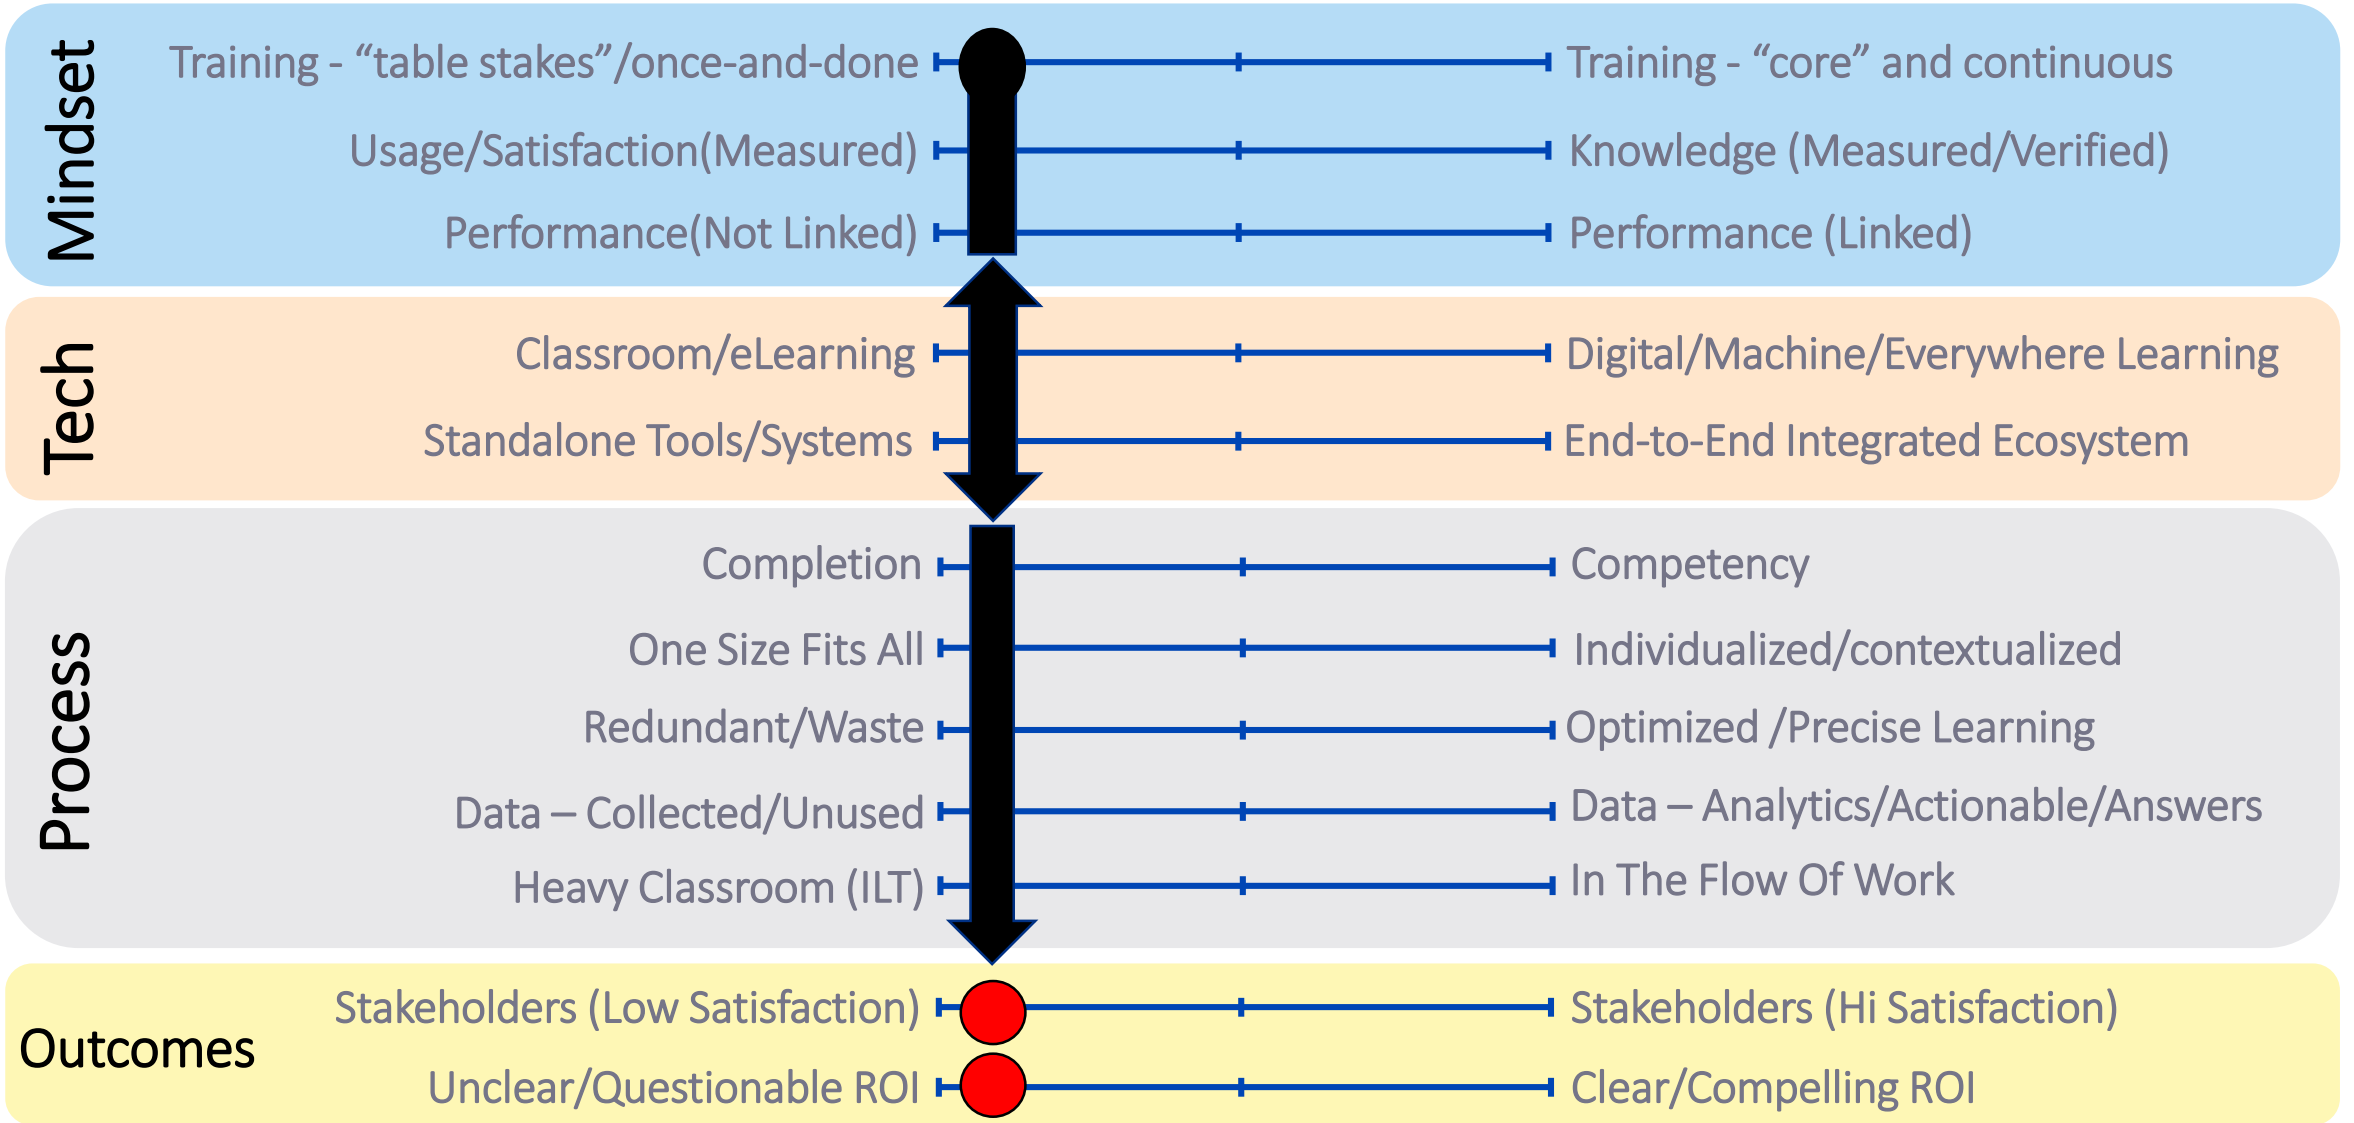 Mindset
Training - “table stakes”/once-and-done
Training - “core” and continuous
Usage/Satisfaction(Measured)
Knowledge (Measured/Verified)
Performance(Not Linked)
Performance (Linked)
Tech
Classroom/eLearning
Digital/Machine/Everywhere Learning
Standalone Tools/Systems
End-to-End Integrated Ecosystem
Process
Completion
Competency
One Size Fits All
Individualized/contextualized
Redundant/Waste
Optimized /Precise Learning
Data – Collected/Unused
Data – Analytics/Actionable/Answers
Heavy Classroom (ILT)
In The Flow Of Work
Outcomes
Stakeholders (Low Satisfaction)
Stakeholders (Hi Satisfaction)
Unclear/Questionable ROI
Clear/Compelling ROI